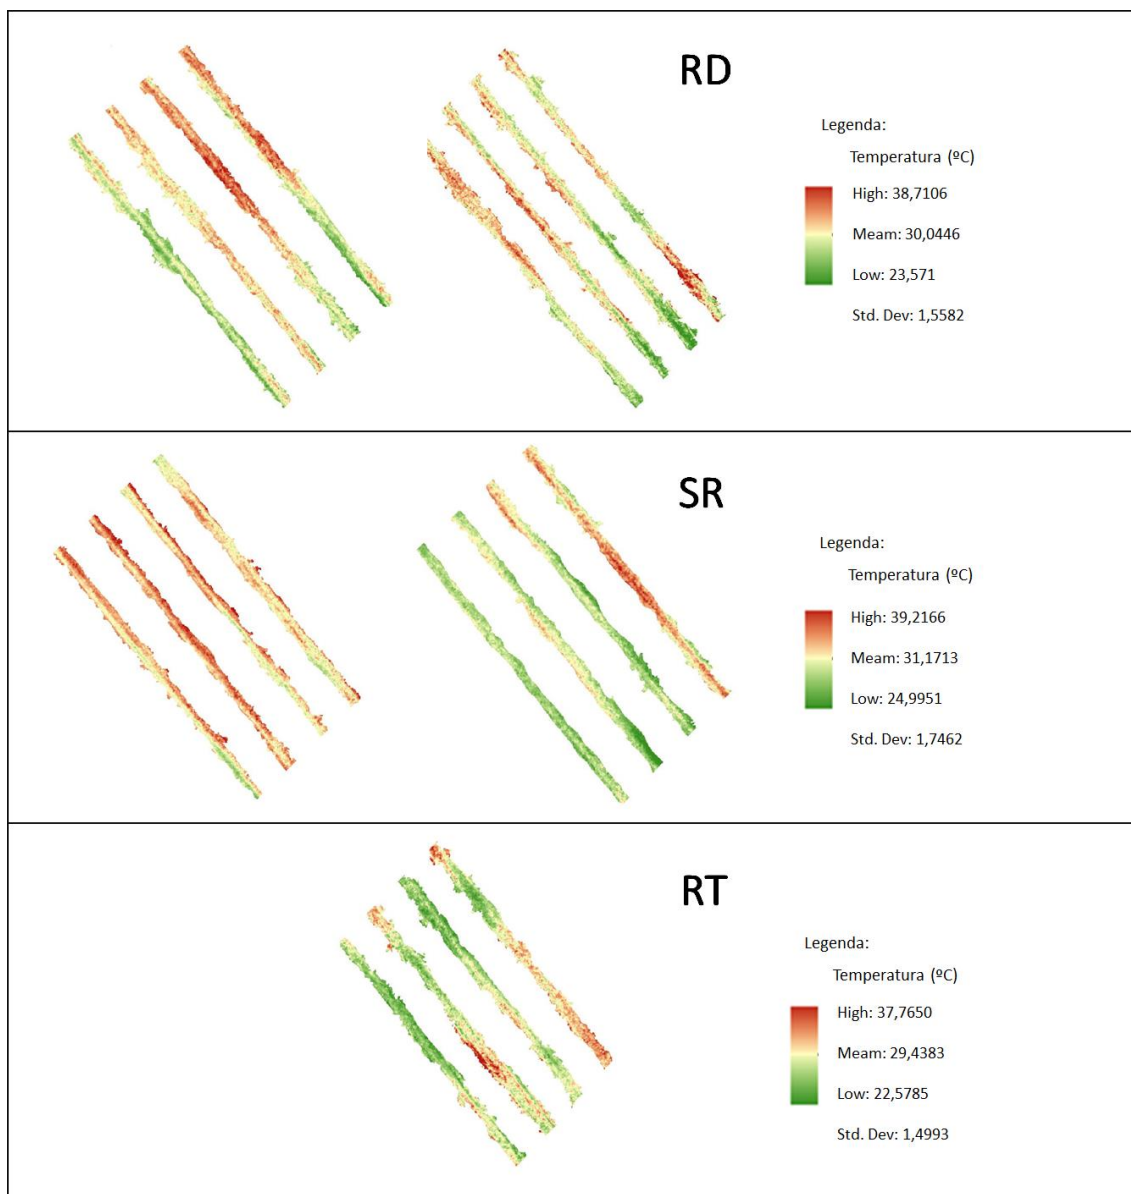 RD
Legenda:
Temperatura (ºC)
High: 38,7106
Meam: 30,0446
Low: 23,571
Std. Dev: 1,5582
SR
Legenda:
Temperatura (ºC)
High: 39,2166
Meam: 31,1713
Low: 24,9951
Std. Dev: 1,7462
RT
Legenda:
Temperatura (ºC)
High: 37,7650
Meam: 29,4383
Low: 22,5785
Std. Dev: 1,4993